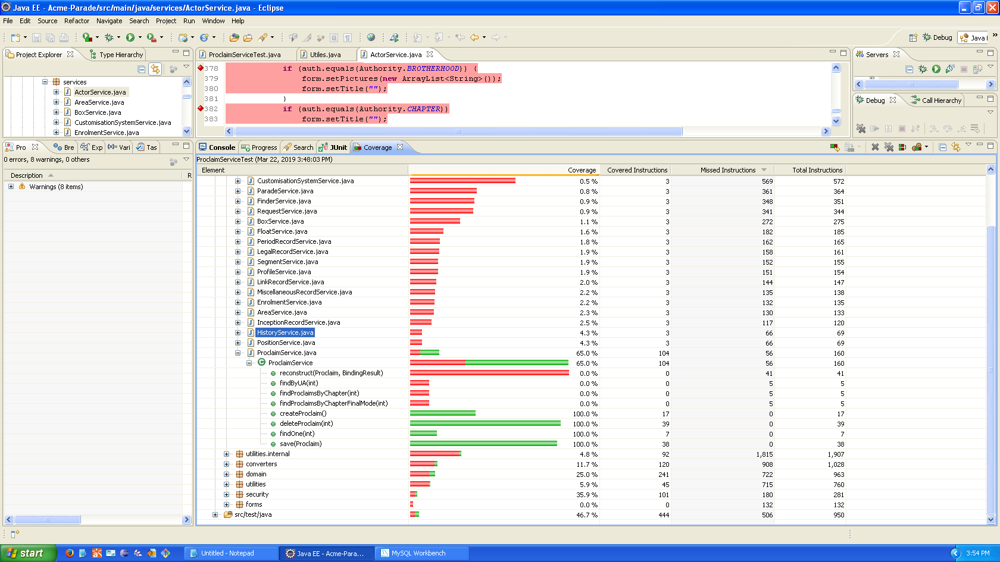 Java EE - Acme-Parade/src/main/java/services/ActorService.java - Eclipse
File Edit Source Refactor Navigate Search Project Run Window Help
Debug Java
Project Explorer Type Hierarchy
services
ActorService.java
AreaService.java
BoxService.java
CustomisationSystemService.java
EnrolmentService.java
ProclaimServiceTest.java Utiles.java ActorService.java
378 if (auth.equals(Authority.BROTHERHOOD)) {
379 form.setPictures(new ArrayList<String>());
380 form.setTitle("");
381 }
382 if (auth.equals(Authority.CHAPTER))
383 form.setTitle("");
Servers
Debug Call Hierarchy
Pro Bre Exp (x)= Vari Tas
0 errors, 8 warnings, 0 others
Description R
Warnings (8 items)
Console Progress Search JUnit Coverage
ProclaimServiceTest (Mar 22, 2019 3:48:03 PM)
Element Coverage Covered Instructions Missed Instructions Total Instructions
CustomisationSystemService.java 0.5 % 3 569 572
ParadeService.java 0.8 % 3 361 364
FinderService.java 0.9 % 3 348 351
RequestService.java 0.9 % 3 341 344
BoxService.java 1.1 % 3 272 275
FloatService.java 1.6 % 3 182 185
PeriodRecordService.java 1.8 % 3 162 165
LegalRecordService.java 1.9 % 3 158 161
SegmentService.java 1.9 % 3 152 155
ProfileService.java 1.9 % 3 151 154
LinkRecordService.java 2.0 % 3 144 147
MiscellaneousRecordService.java 2.2 % 3 135 138
EnrolmentService.java 2.2 % 3 132 135
AreaService.java 2.3 % 3 130 133
InceptionRecordService.java 2.5 % 3 117 120
HistoryService.java 4.3 % 3 66 69
PositionService.java 4.3 % 3 66 69
ProclaimService.java 65.0 % 104 56 160
ProclaimService 65.0 % 104 56 160
reconstruct(Proclaim, BindingResult) 0.0 % 0 41 41
findByUA(int) 0.0 % 0 5 5
findProclaimsByChapter(int) 0.0 % 0 5 5
findProclaimsByChapterFinalMode(int) 0.0 % 0 5 5
createProclaim() 100.0 % 17 0 17
deleteProclaim(int) 100.0 % 39 0 39
findOne(int) 100.0 % 7 0 7
save(Proclaim) 100.0 % 38 0 38
utilities.internal 4.8 % 92 1,815 1,907
converters 11.7 % 120 908 1,028
domain 25.0 % 241 722 963
utilities 5.9 % 45 715 760
security 35.9 % 101 180 281
forms 0.0 % 0 132 132
src/test/java 46.7 % 444 506 950
start Untitled - Notepad Java EE - Acme-Para... MySQL Workbench 3:54 PM